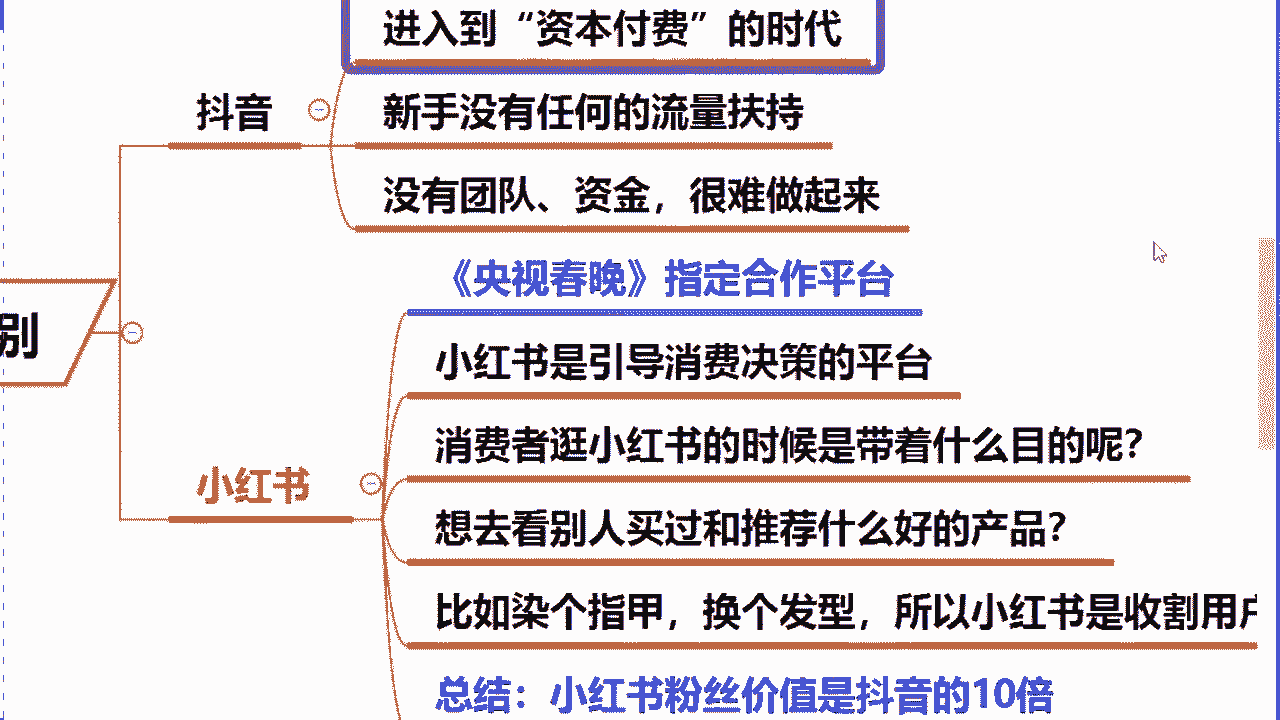 进入到“资本付费”的时代
抖音
新手没有任何的流量扶持
没有团队、资金，很难做起来
别
《央视春晚》指定合作平台
小红书是引导消费决策的平台
消费者逛小红书的时候是带着什么目的呢？
小红书
想去看别人买过和推荐什么好的产品？
比如染个指甲，换个发型，所以小红书是收割用户
总结：小红书粉丝价值是抖音的10倍